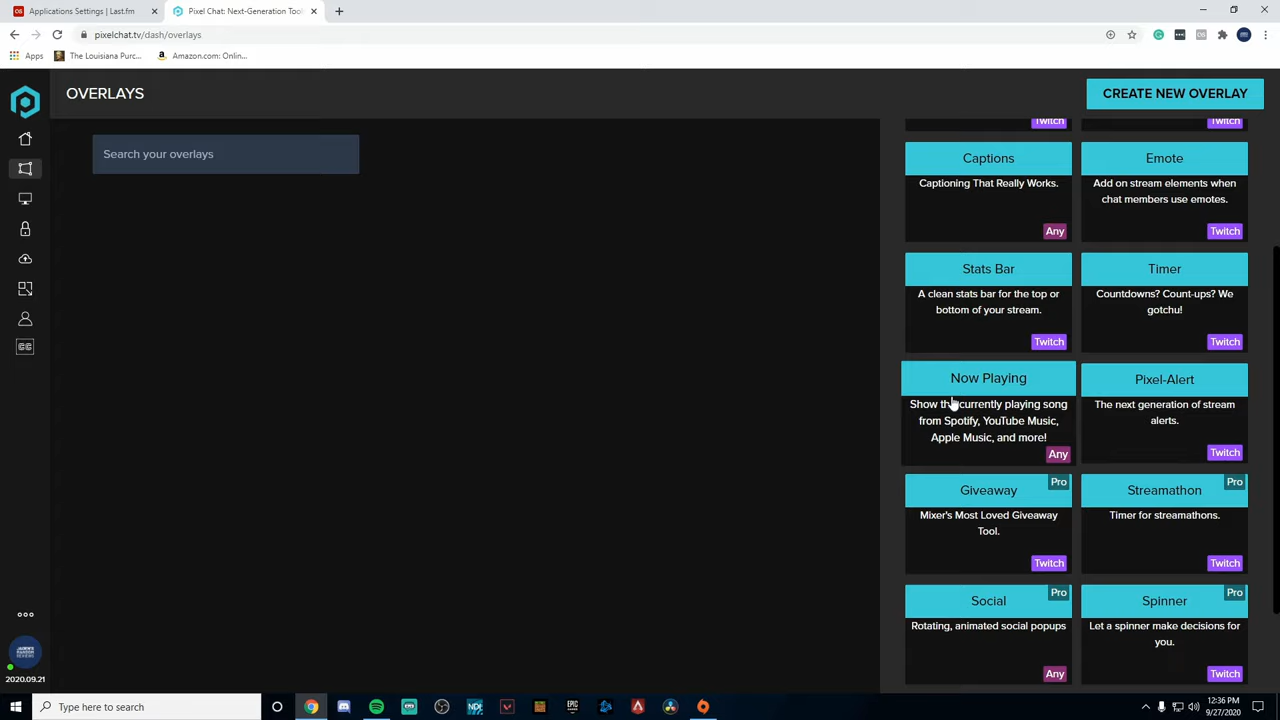 Applications Settings | Last.fm
Pixel Chat: Next-Generation Tool
pixelchat.tv/dash/overlays
Apps
The Louisiana Purc...
Amazon.com: Onlin...
OVERLAYS
CREATE NEW OVERLAY
Search your overlays
Twitch
Twitch
Captions
Captioning That Really Works.
Any
Emote
Add on stream elements when
chat members use emotes.
Twitch
Stats Bar
A clean stats bar for the top or
bottom of your stream.
Twitch
Timer
Countdowns? Count-ups? We
gotchu!
Twitch
Now Playing
Show the currently playing song
from Spotify, YouTube Music,
Apple Music, and more!
Any
Pixel-Alert
The next generation of stream
alerts.
Twitch
Giveaway
Pro
Mixer's Most Loved Giveaway
Tool.
Twitch
Streamathon
Pro
Timer for streamathons.
Twitch
Social
Pro
Rotating, animated social popups
Any
Spinner
Pro
Let a spinner make decisions for
you.
Twitch
CC
2020.09.21
Type here to search
12:36 PM
9/27/2020